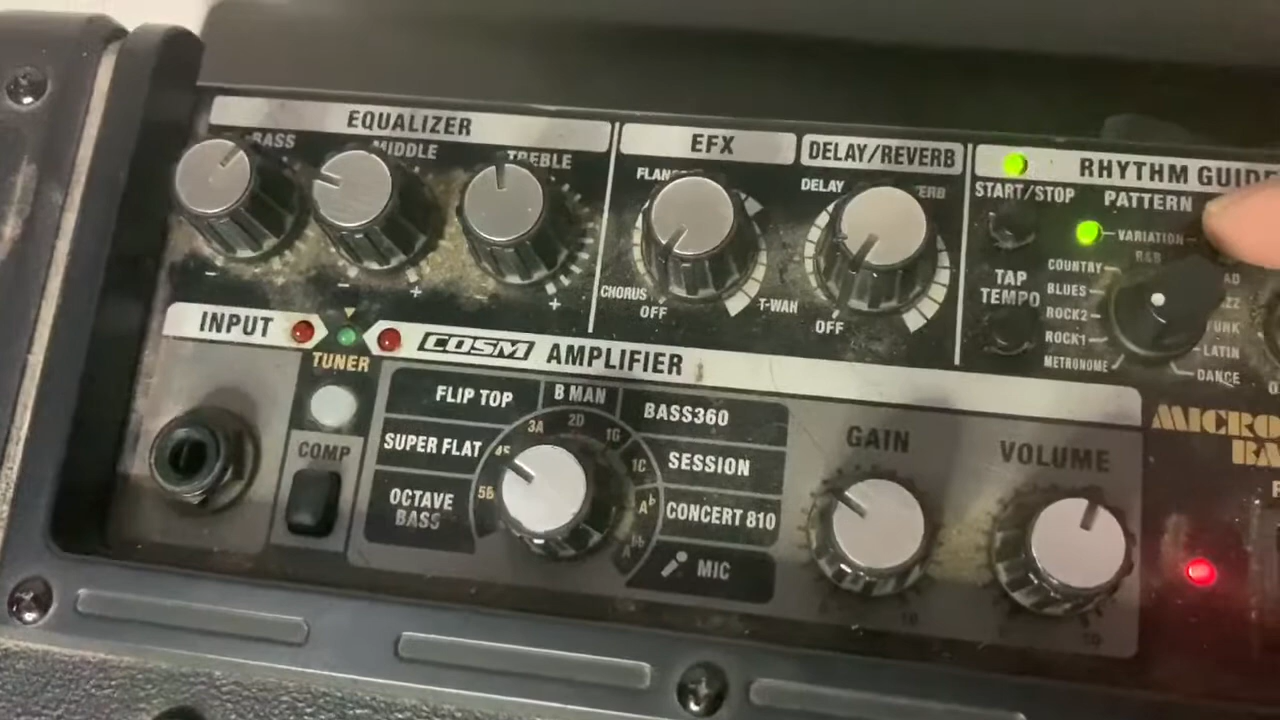 EQUALIZER
BASS
MIDDLE
TREBLE
-
- +
- +
EFX
CHORUS
OFF
T-WAH
DELAY/REVERB
DELAY
OFF
RHYTHM GUIDE
START/STOP
PATTERN
VARIATION
R&B
TAP
TEMPO
COUNTRY
BLUES
ROCK2
ROCK1
METRONOME
LATIN
DANCE
INPUT
TUNER
COSM AMPLIFIER
COMP
FLIP TOP
B MAN
BASS360
SUPER FLAT
SESSION
OCTAVE
BASS
CONCERT 810
MIC
3A
2D
1G
1C
5B
A♭
A♭♭
GAIN
VOLUME
MICRO